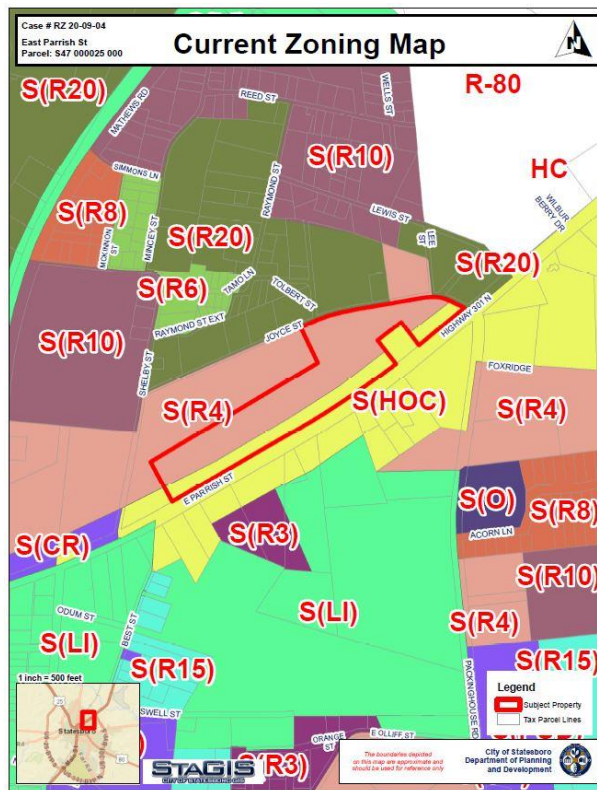 Case # RZ 20-09-04
East Parrish St
Parcel: S47 000025 000
Current Zoning Map
N
S(R20)
MATHEWS RD
REED ST
WELLS ST
R-80
SIMMONS LN
RAYMOND ST
S(R10)
HC
WILBUR
BERRY DR
S(R8)
MCKINNON
ST
MINCEY ST
S(R20)
LEWIS ST
LEE
ST
S(R20)
S(R6)
TAMO LN
TOLBERT ST
HIGHWAY 301 N
RAYMOND ST EXT
JOYCE ST
S(R10)
SHELBY ST
FOXRIDGE
S(R4)
S(HOC)
S(R4)
E PARRISH ST
S(O)
S(R8)
ACORN LN
S(CR)
S(R3)
S(R10)
ODUM ST
BEST ST
S(LI)
S(LI)
S(R4)
S(R15)
S(R15)
PACKINGHOUSE RD
1 inch = 500 feet
SWELL ST
Legend
Subject Property
Tax Parcel Lines
Statesboro
ORANGE
ST
E OLLIFF ST
S(R3)
STAGIS
CITY OF STATESBORO GIS
The boundaries depicted
on this map are approximate and
should be used for reference only
City of Statesboro
Department of Planning
and Development